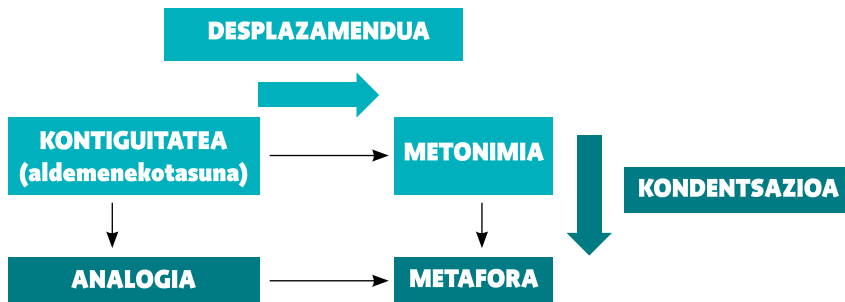 DESPLAZAMENDUA
KONTIGUITATEA
(aldemenekotasuna)
METONIMIA
KONDENTSAZIOA
ANALOGIA
METAFORA